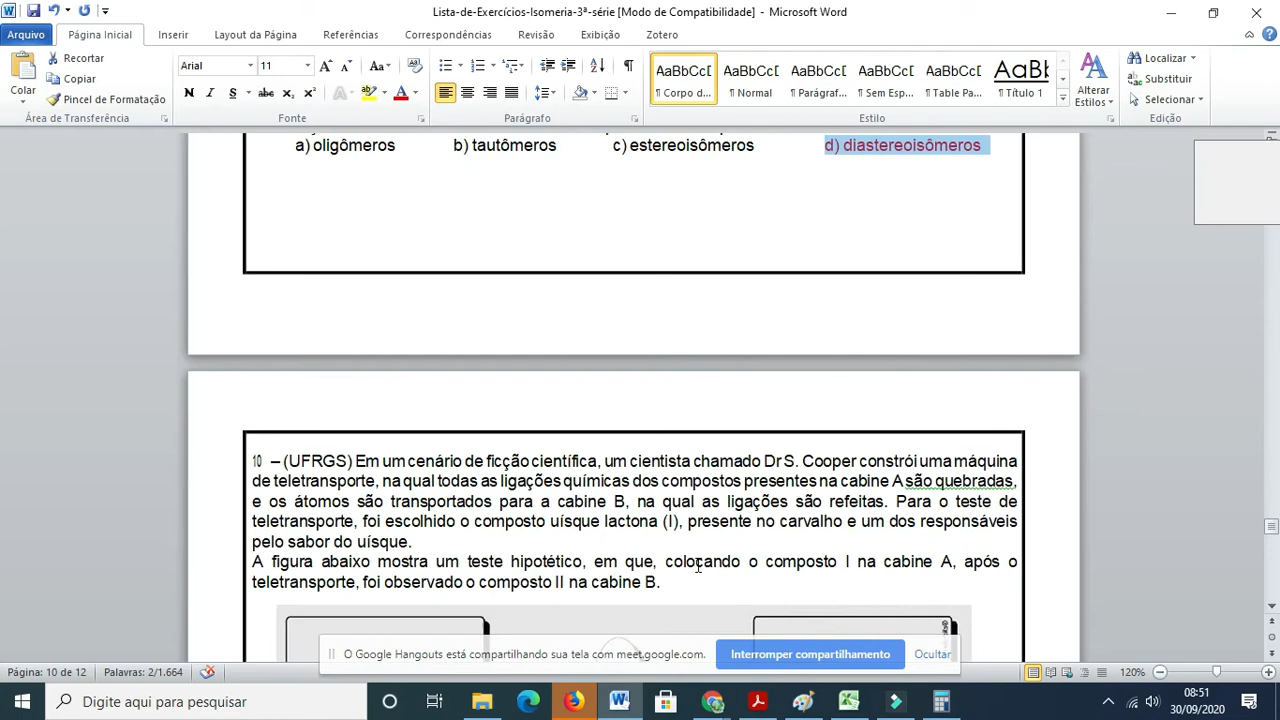 Lista-de-Exercícios-Isomeria-3ª-série [Modo de Compatibilidade] - Microsoft Word
Arquivo Página Inicial Inserir Layout da Página Referências Correspondências Revisão Exibição Zotero
Colar
Recortar
Copiar
Pincel de Formatação
Área de Transferência
Arial 11
Fonte
Parágrafo
AaBbCcD AaBbCcD AaBbCcD AaBbCcD AaBbCcD AaBb
¶ Corpo d... ¶ Normal ¶ Parágraf... ¶ Sem Esp... ¶ Table Pa... ¶ Título 1
Estilo
Alterar
Estilos
Localizar
Substituir
Selecionar
Edição
a) oligômeros b) tautômeros c) estereoisômeros d) diastereoisômeros
10 – (UFRGS) Em um cenário de ficção científica, um cientista chamado Dr S. Cooper constrói uma máquina
de teletransporte, na qual todas as ligações químicas dos compostos presentes na cabine A são quebradas,
e os átomos são transportados para a cabine B, na qual as ligações são refeitas. Para o teste de
teletransporte, foi escolhido o composto uísque lactona (I), presente no carvalho e um dos responsáveis
pelo sabor do uísque.
A figura abaixo mostra um teste hipotético, em que, colocando o composto I na cabine A, após o
teletransporte, foi observado o composto II na cabine B.
O Google Hangouts está compartilhando sua tela com meet.google.com. Interromper compartilhamento Ocultar
Página: 10 de 12 Palavras: 2/1.664 120%
Digite aqui para pesquisar
08:51
30/09/2020